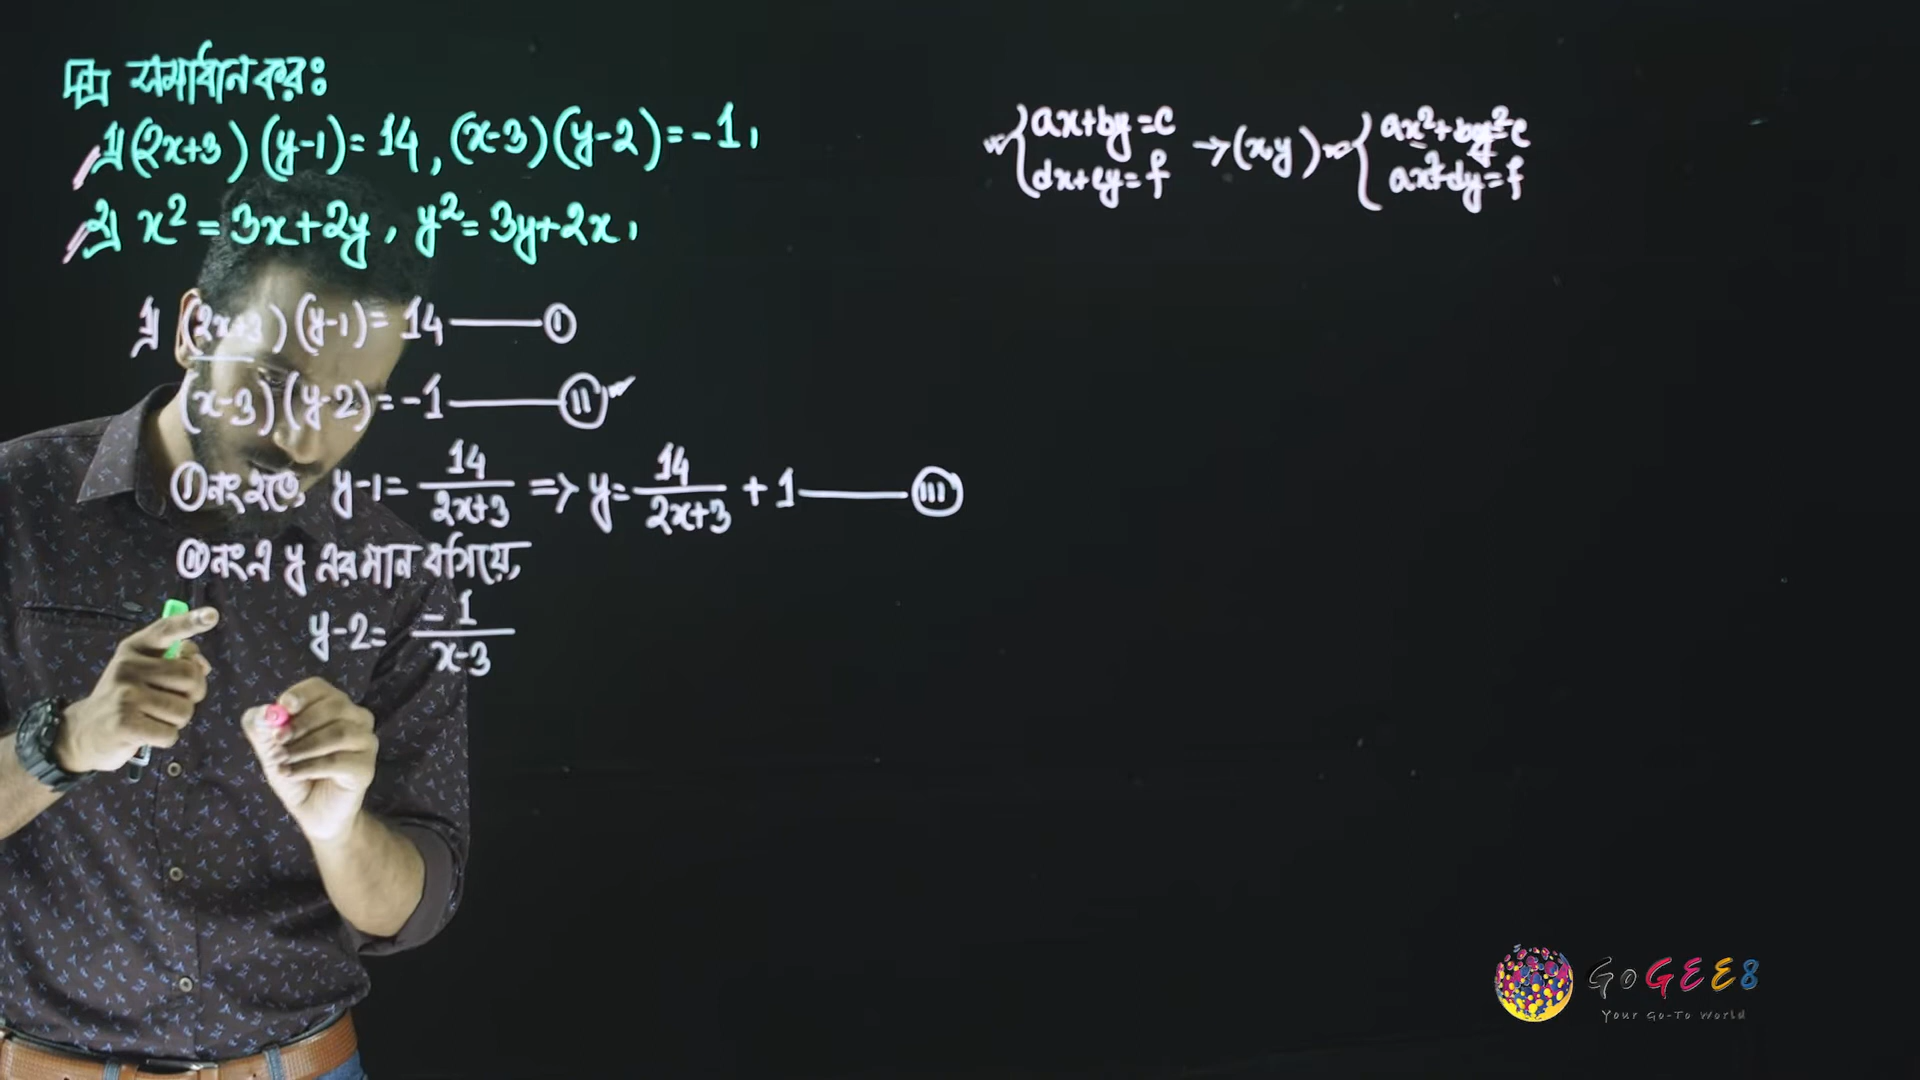 সমাধান কর:
১। (2x+3)(y-1)=14, (x-3)(y-2)=-1।
২। x²=3x+2y, y²=3y+2x।
ax+by=c
dx+ey=f
→(x,y)
ax²+by²=c
ax²+dy=f
১। (2x+3)(y-1)=14 —— (i)
(x-3)(y-2)=-1 —— (ii)
(i) নং হতে, y-1= 14/(2x+3) ⇒ y= 14/(2x+3) + 1 —— (iii)
(ii) নং এ y এর মান বসিয়ে,
y-2= -1/(x-3)
GoGEE8
Your Go-To World